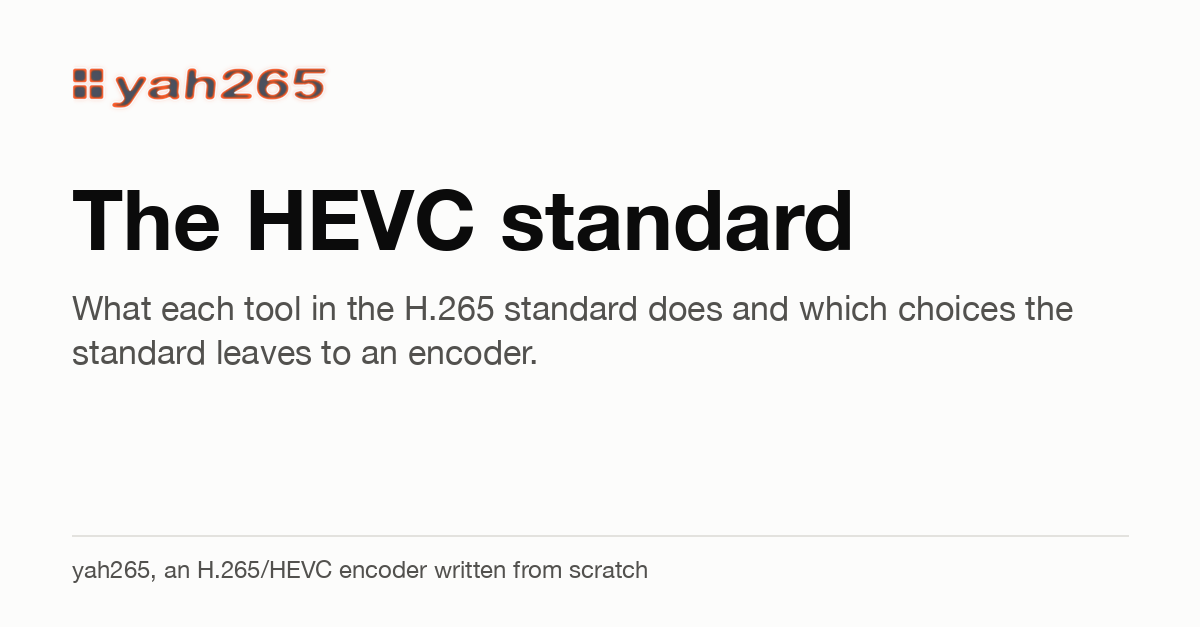 yah265
The HEVC standard
What each tool in the H.265 standard does and which choices the
standard leaves to an encoder.
yah265, an H.265/HEVC encoder written from scratch